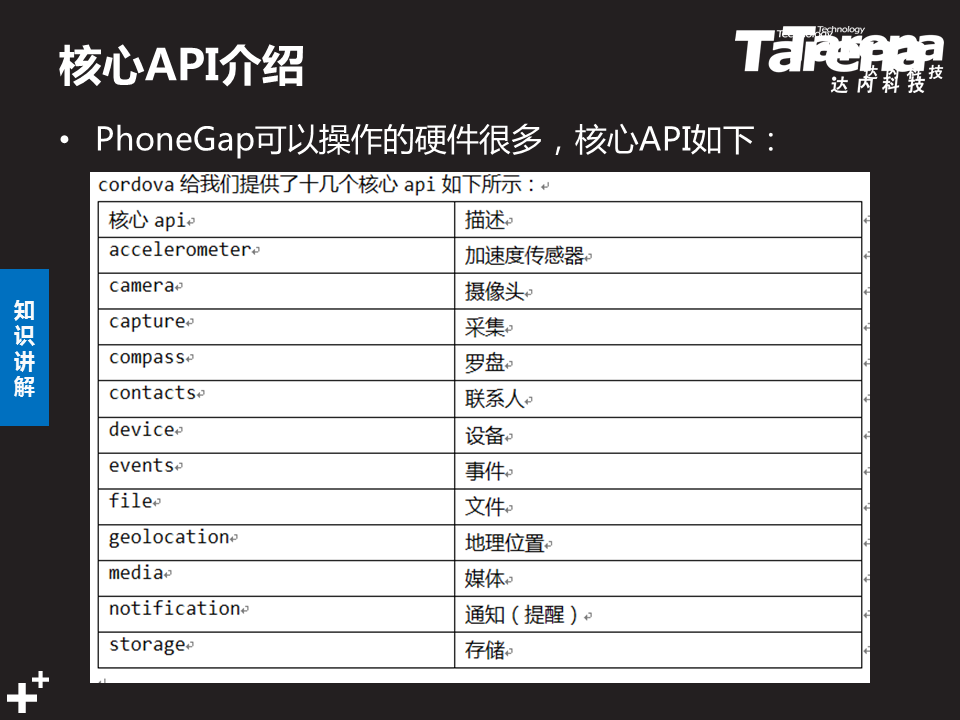 核心API介绍
Technology
Tarena
达内科技
• PhoneGap可以操作的硬件很多，核心API如下：
cordova 给我们提供了十几个核心 api 如下所示：
核心 api 描述
accelerometer 加速度传感器
camera 摄像头
capture 采集
compass 罗盘
contacts 联系人
device 设备
events 事件
file 文件
geolocation 地理位置
media 媒体
notification 通知（提醒）
storage 存储
知识讲解